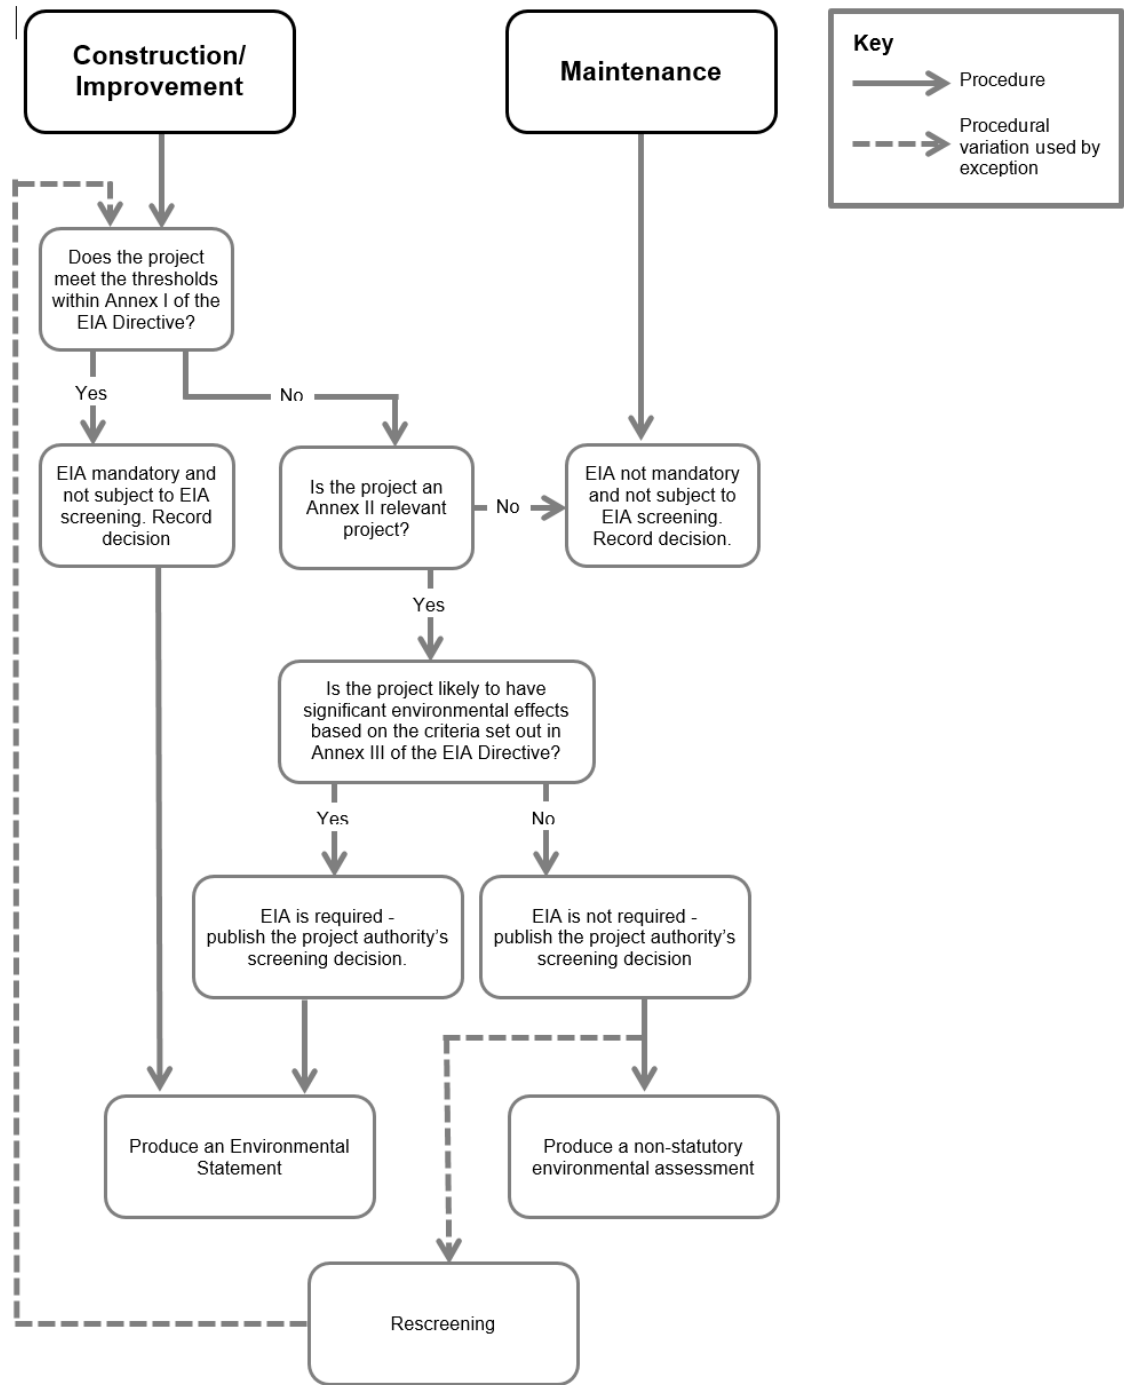 Construction/
Improvement
Maintenance
Key
Procedure
Procedural
variation used by
exception
Does the project
meet the thresholds
within Annex I of the
EIA Directive?
Yes
No
EIA mandatory and
not subject to EIA
screening. Record
decision
Is the project an
Annex II relevant
project?
No
EIA not mandatory
and not subject to
EIA screening.
Record decision.
Yes
Is the project likely to have
significant environmental effects
based on the criteria set out in
Annex III of the EIA Directive?
Yes
No
EIA is required -
publish the project authority’s
screening decision.
EIA is not required -
publish the project authority’s
screening decision
Produce an Environmental
Statement
Produce a non-statutory
environmental assessment
Rescreening